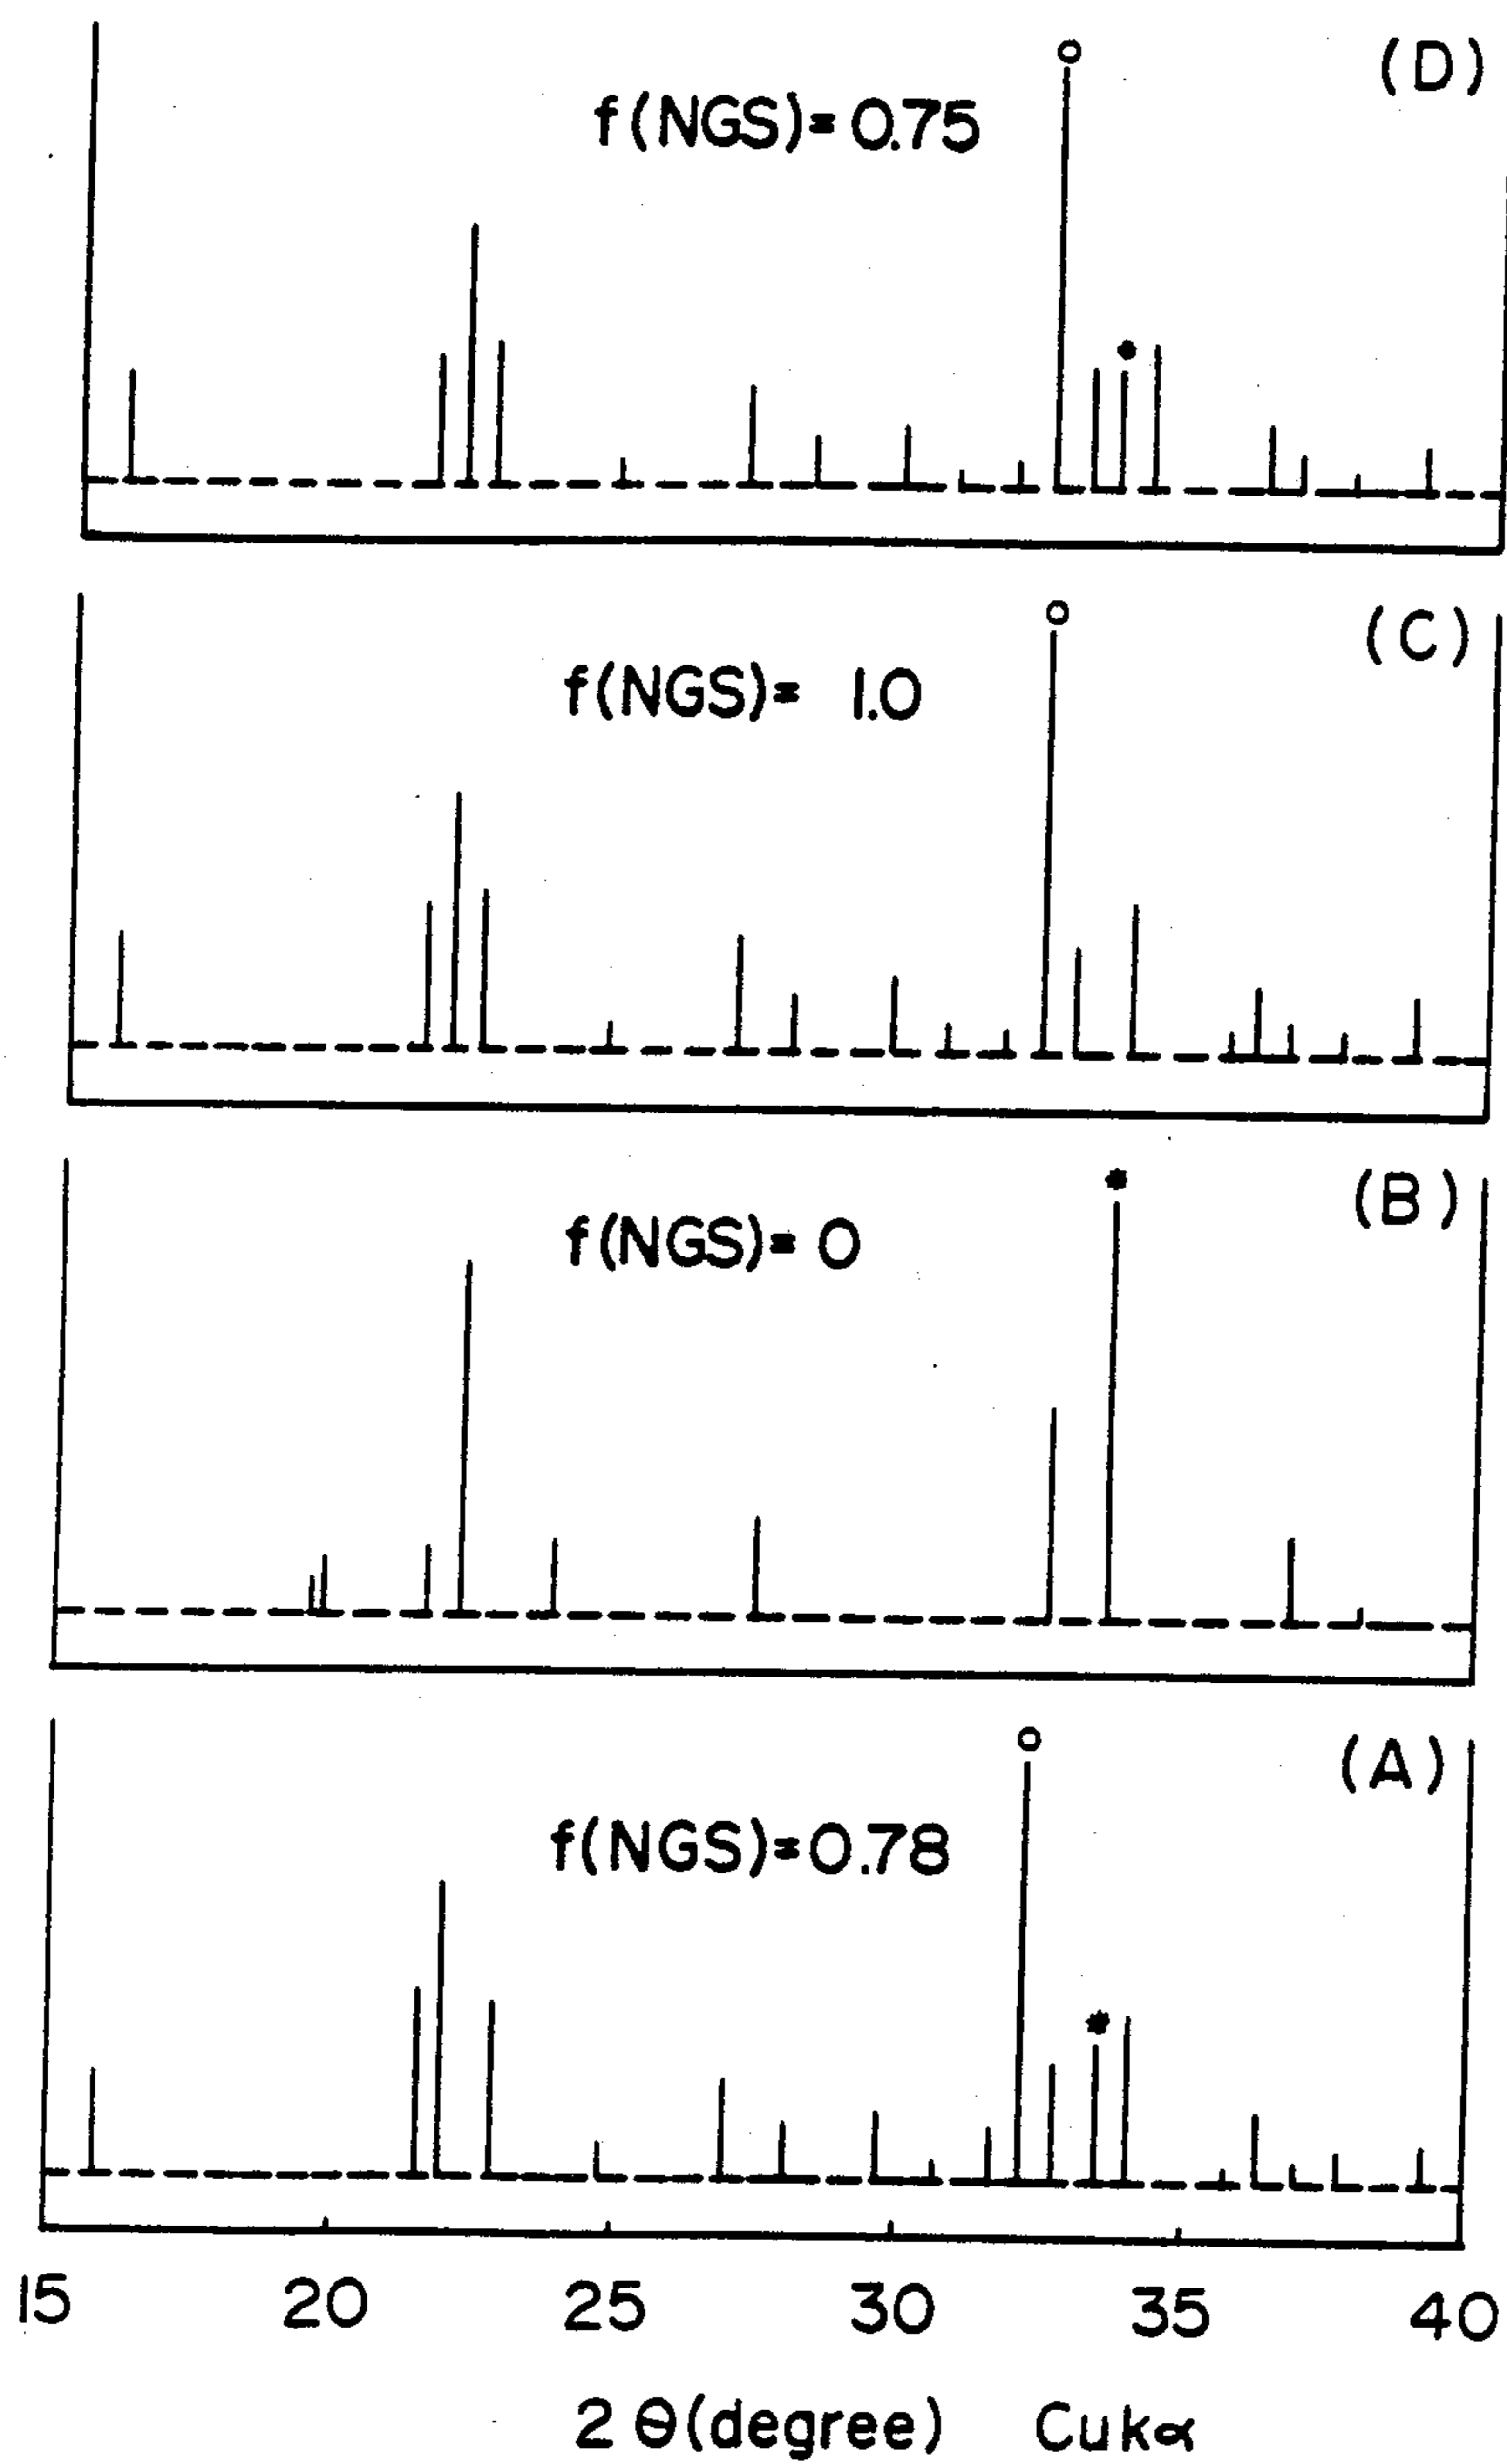 (D)
f(NGS)= 0.75
(C)
f(NGS)= 1.0
(B)
f(NGS)= 0
(A)
f(NGS)=0.78
15 20 25 30 35 40
2 Θ(degree) Cukα